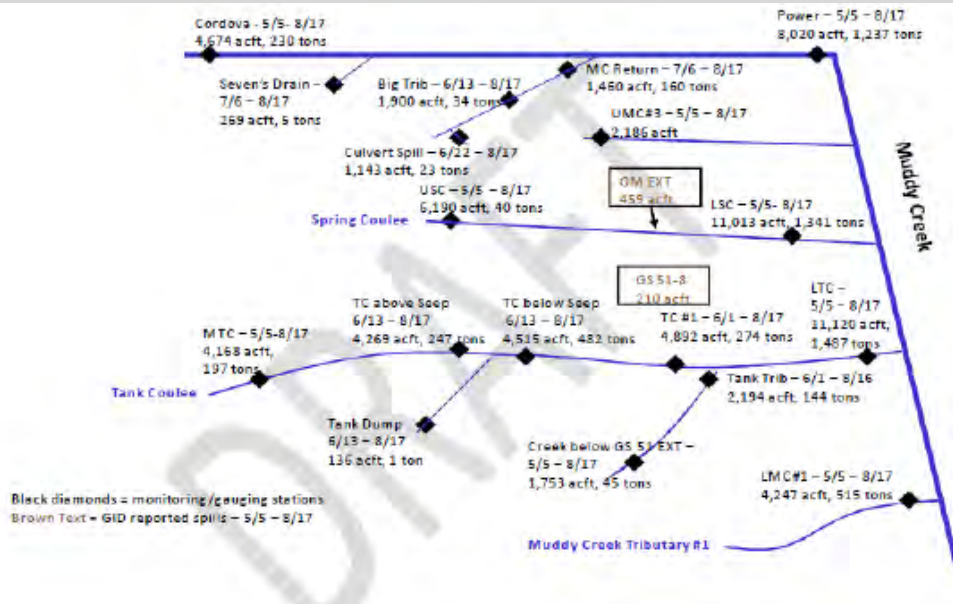 Cordova - 5/5- 8/17
4,674 acft, 230 tons
Power – 5/5 – 8/17
8,020 acft, 1,237 tons
Seven's Drain –
7/6 – 8/17
269 acft, 5 tons
Big Trib – 6/13 – 8/17
1,900 acft, 34 tons
MC Return – 7/6 – 8/17
1,460 acft, 160 tons
UMC#3 – 5/5 – 8/17
2,186 acft
Culvert Spill – 6/22 – 8/17
1,143 acft, 23 tons
USC – 5/5 – 8/17
6,190 acft, 40 tons
GM EXT
459 acft
LSC – 5/5- 8/17
11,013 acft, 1,341 tons
Spring Coulee
Muddy Creek
GS 51-8
210 acft
LTC –
5/5 – 8/17
11,120 acft,
1,487 tons
TC above Seep
6/13 – 8/17
4,269 acft, 247 tons
TC below Seep
6/13 – 8/17
4,515 acft, 482 tons
TC #1 – 6/1 – 8/17
4,892 acft, 274 tons
MTC – 5/5-8/17
4,168 acft,
197 tons
Tank Coulee
Tank Trib – 6/1 – 8/16
2,194 acft, 144 tons
Tank Dump
6/13 – 8/17
136 acft, 1 ton
Creek below GS 51 EXT –
5/5 – 8/17
1,753 acft, 45 tons
LMC#1 – 5/5 – 8/17
4,247 acft, 515 tons
Black diamonds = monitoring/gauging stations
Brown Text = GID reported spills – 5/5 – 8/17
Muddy Creek Tributary #1
DRAFT